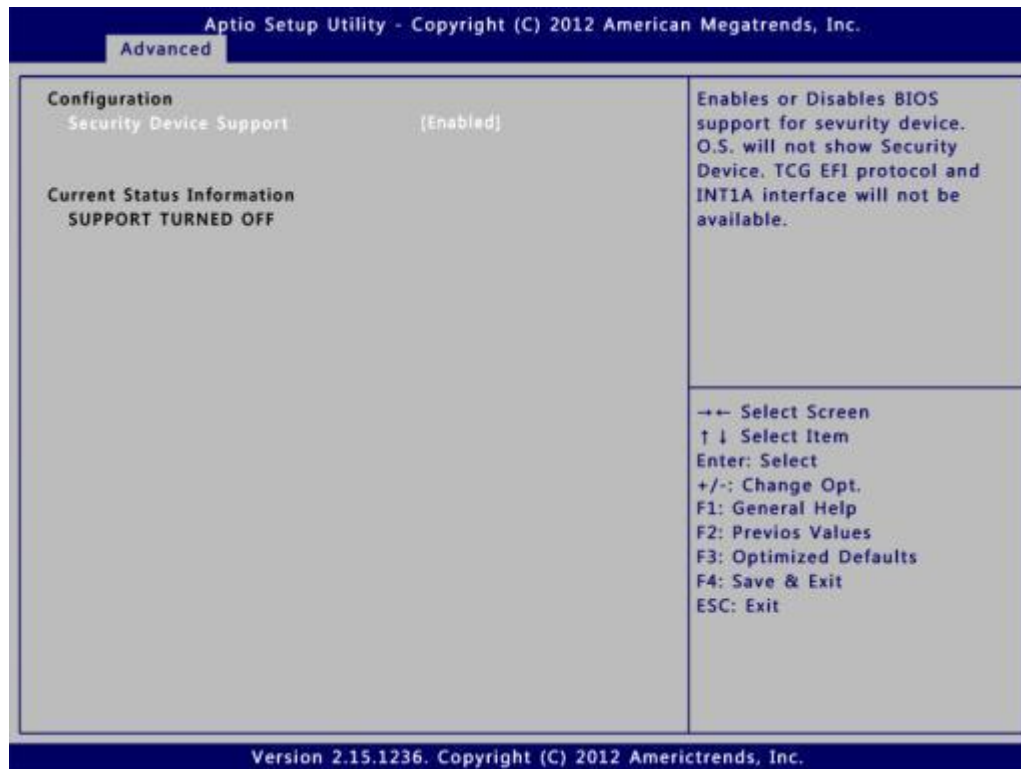 Aptio Setup Utility - Copyright (C) 2012 American Megatrends, Inc.
Advanced
Configuration
Security Device Support [Enabled]
Current Status Information
SUPPORT TURNED OFF
Enables or Disables BIOS
support for sevurity device.
O.S. will not show Security
Device. TCG EFI protocol and
INT1A interface will not be
available.
→← Select Screen
↑↓ Select Item
Enter: Select
+/-: Change Opt.
F1: General Help
F2: Previos Values
F3: Optimized Defaults
F4: Save & Exit
ESC: Exit
Version 2.15.1236. Copyright (C) 2012 Americtrends, Inc.